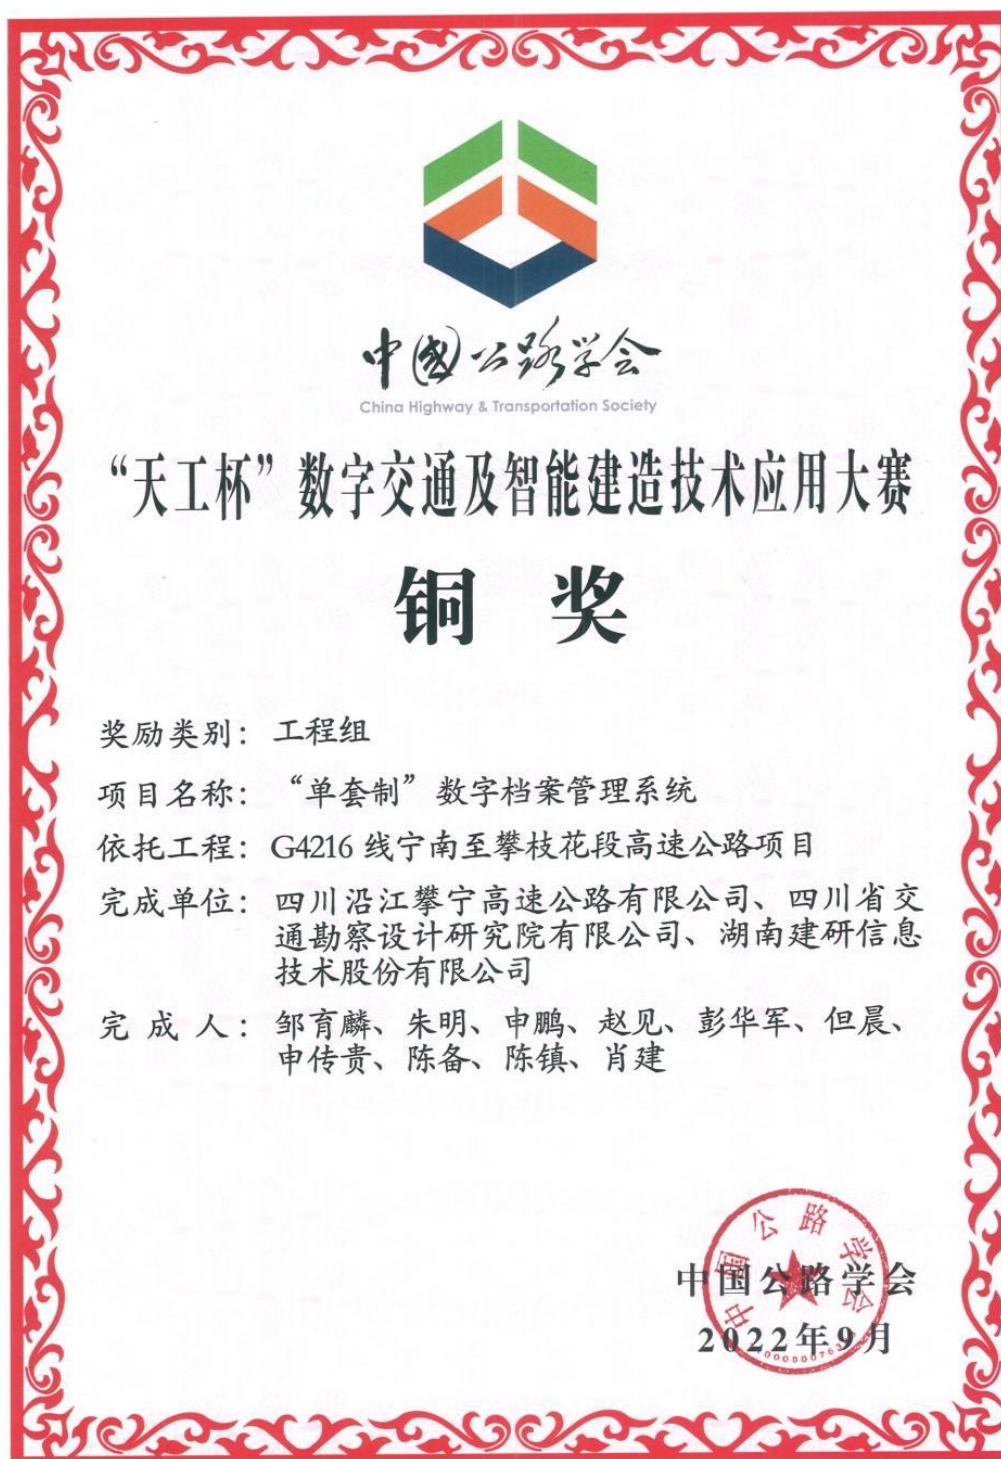 中國公路学会
China Highway & Transportation Society
“天工杯”数字交通及智能建造技术应用大赛
铜 奖
奖励类别： 工程组
项目名称： “单套制”数字档案管理系统
依托工程： G4216 线宁南至攀枝花段高速公路项目
完成单位： 四川沿江攀宁高速公路有限公司、四川省交
通勘察设计研究院有限公司、湖南建研信息
技术股份有限公司
完 成 人： 邹育麟、朱明、申鹏、赵见、彭华军、但晨、
申传贵、陈备、陈镇、肖建
中国公路学会
中国公路学会
2022年9月